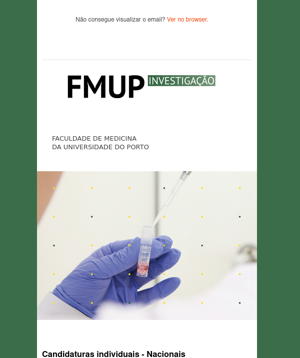 Não consegue visualizar o email? Ver no browser.
FMUP INVESTIGAÇÃO
FACULDADE DE MEDICINA
DA UNIVERSIDADE DO PORTO
Candidaturas individuais - Nacionais